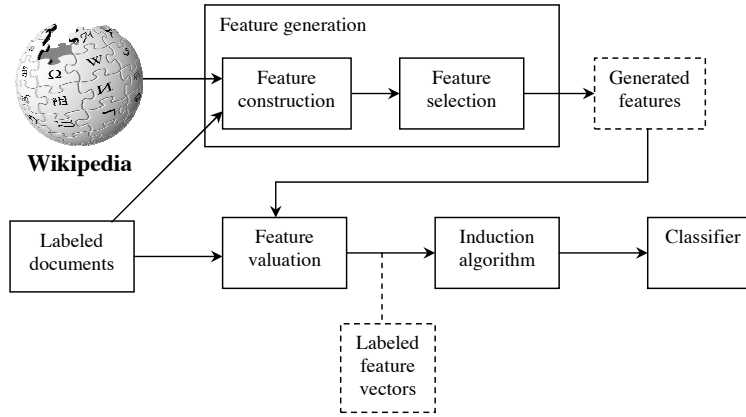 Feature generation
Feature
construction
Feature
selection
Generated
features
Ω
W
И
Wikipedia
Labeled
documents
Feature
valuation
Induction
algorithm
Classifier
Labeled
feature
vectors